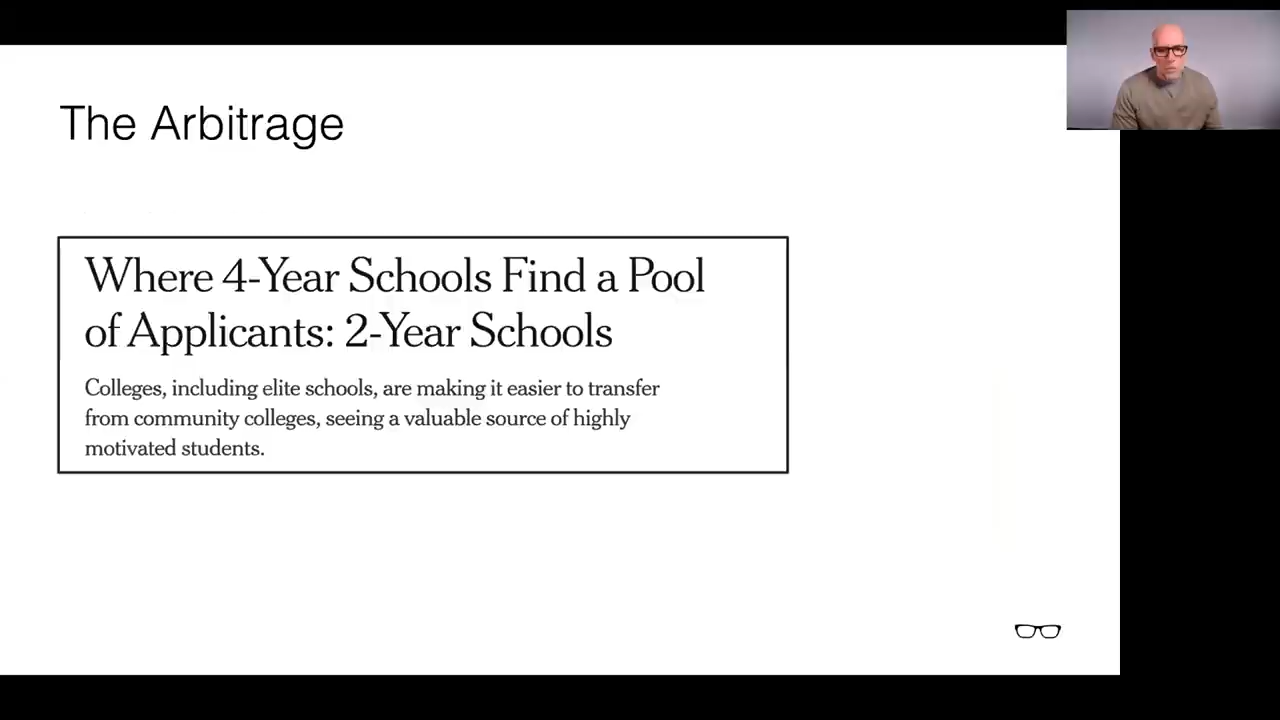 The Arbitrage
Where 4-Year Schools Find a Pool
of Applicants: 2-Year Schools
Colleges, including elite schools, are making it easier to transfer
from community colleges, seeing a valuable source of highly
motivated students.